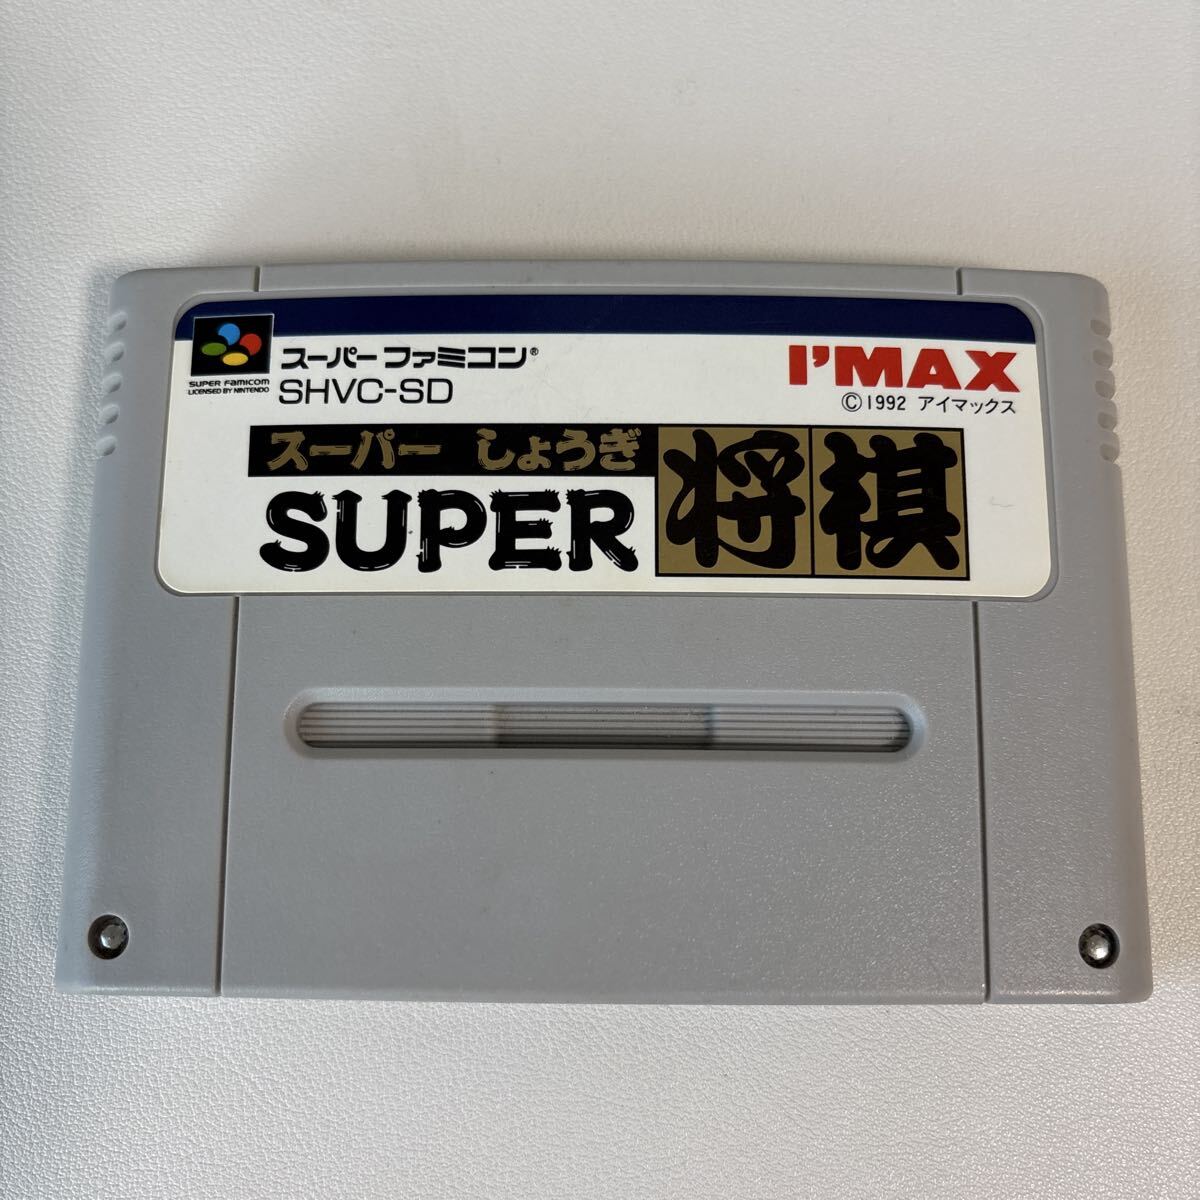 SUPER FAMICOM
LICENSED BY NINTENDO
スーパーファミコン®
SHVC-SD
I'MAX
©1992 アイマックス
スーパー しょうぎ
SUPER 将棋